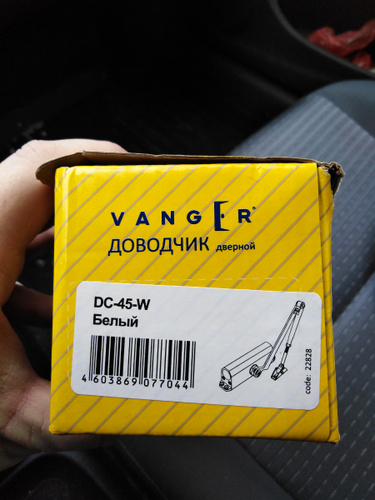 VANGER®
ДОВОДЧИК дверной
DC-45-W
Белый
4 603869 077044
code: 22828